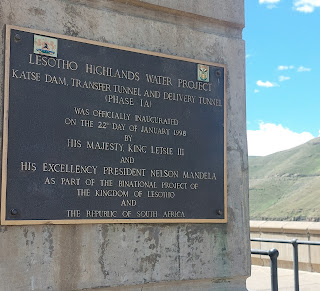 LESOTHO HIGHLANDS WATER PROJECT
KATSE DAM, TRANSFER TUNNEL AND DELIVERY TUNNEL
(PHASE 1A)
WAS OFFICIALLY INAUGURATED
ON THE 22ND DAY OF JANUARY 1998
BY
HIS MAJESTY, KING LETSIE III
AND
HIS EXCELLENCY PRESIDENT NELSON MANDELA
AS PART OF THE BINATIONAL PROJECT OF
THE KINGDOM OF LESOTHO
AND
THE REPUBLIC OF SOUTH AFRICA